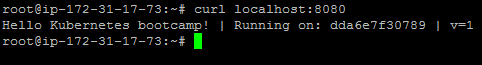 root@ip-172-31-17-73:~# curl localhost:8080
Hello Kubernetes bootcamp! | Running on: dda6e7f30789 | v=1
root@ip-172-31-17-73:~#